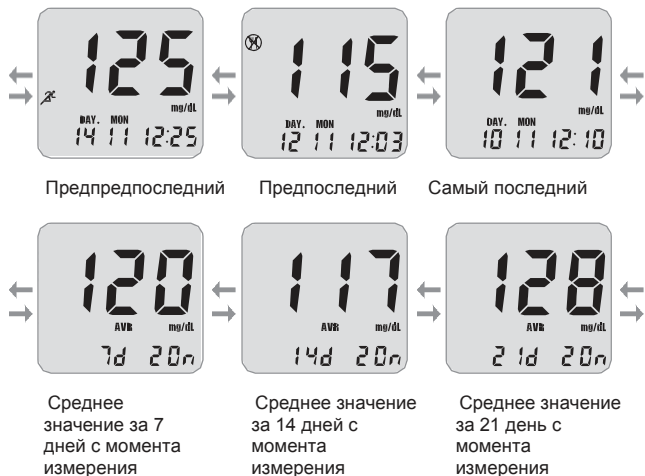 125
mg/dL
DAY. MON
14 11 12:25
115
mg/dL
DAY. MON
12 11 12:03
121
mg/dL
DAY. MON
10 11 12:10
Предпредпоследний
Предпоследний
Самый последний
120
AVR mg/dL
7d 20n
117
AVR mg/dL
14d 20n
128
AVR mg/dL
21d 20n
Среднее
значение за 7
дней с момента
измерения
Среднее значение
за 14 дней с
момента
измерения
Среднее значение
за 21 день с
момента
измерения